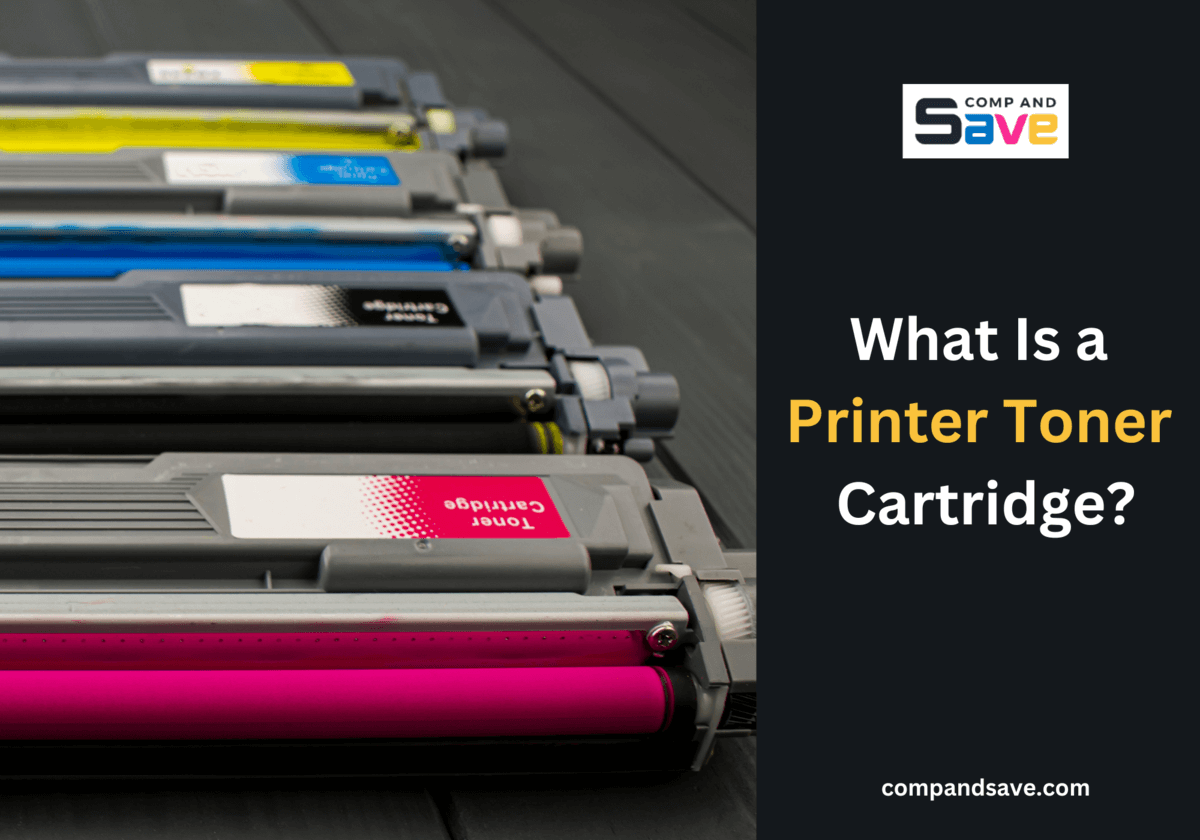 COMP AND
Save
What Is a
Printer Toner
Cartridge?
compandsave.com
Toner
Cartridge
Toner
Cartridge